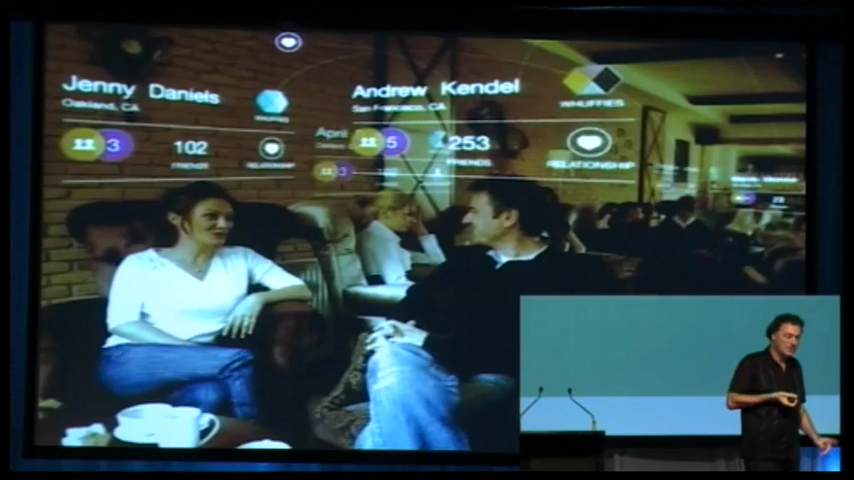 Jenny Daniels
Oakland, CA
WHUFFIES
3
102
FRIENDS
RELATIONSHIP
Andrew Kendel
San Francisco, CA
WHUFFIES
5
253
FRIENDS
RELATIONSHIP
April
3